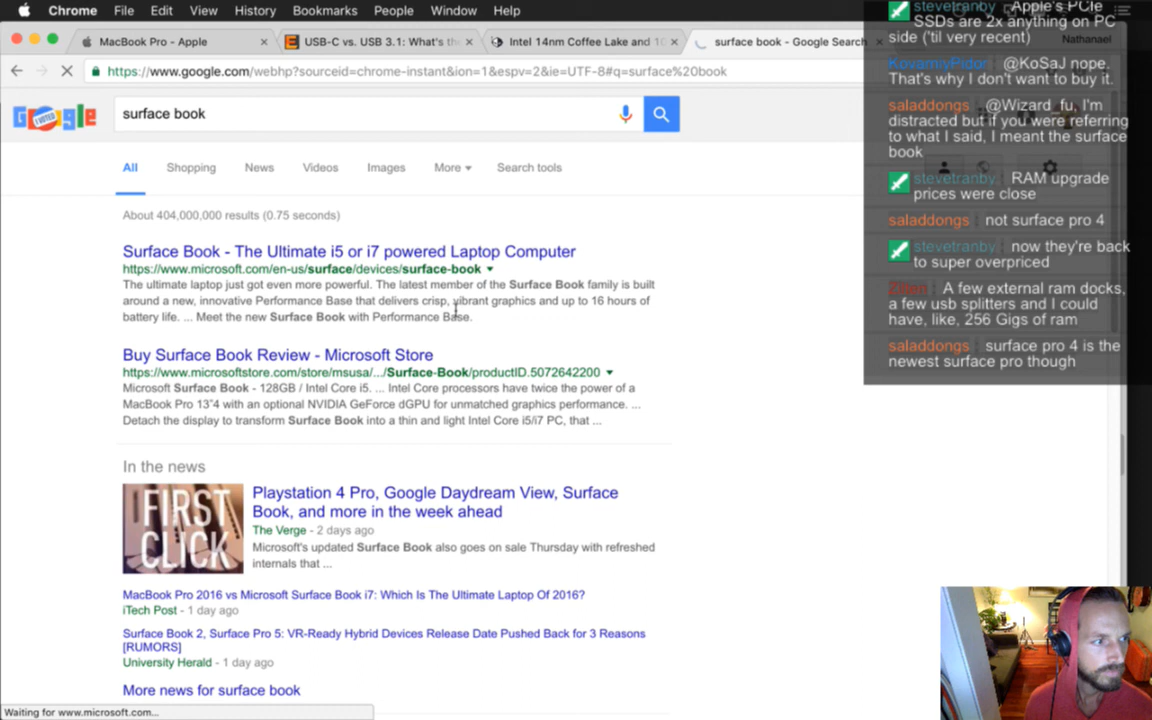 Chrome File Edit View History Bookmarks People Window Help
MacBook Pro - Apple
USB-C vs. USB 3.1: What's the
Intel 14nm Coffee Lake and 10
surface book - Google Search
Nathanael
https://www.google.com/webhp?sourceid=chrome-instant&ion=1&espv=2&ie=UTF-8#q=surface%20book
Google
I VOTED
surface book
All Shopping News Videos Images More Search tools
About 404,000,000 results (0.75 seconds)
Surface Book - The Ultimate i5 or i7 powered Laptop Computer
https://www.microsoft.com/en-us/surface/devices/surface-book
The ultimate laptop just got even more powerful. The latest member of the Surface Book family is built
around a new, innovative Performance Base that delivers crisp, vibrant graphics and up to 16 hours of
battery life. ... Meet the new Surface Book with Performance Base.
Buy Surface Book Review - Microsoft Store
https://www.microsoftstore.com/store/msusa/.../Surface-Book/productID.5072642200
Microsoft Surface Book - 128GB / Intel Core i5. ... Intel Core processors have twice the power of a
MacBook Pro 13"4 with an optional NVIDIA GeForce dGPU for unmatched graphics performance. ...
Detach the display to transform Surface Book into a thin and light Intel Core i5/i7 PC, that ...
In the news
FIRST
CLICK
Playstation 4 Pro, Google Daydream View, Surface
Book, and more in the week ahead
The Verge - 2 days ago
Microsoft's updated Surface Book also goes on sale Thursday with refreshed
internals that ...
MacBook Pro 2016 vs Microsoft Surface Book i7: Which Is The Ultimate Laptop Of 2016?
iTech Post - 1 day ago
Surface Book 2, Surface Pro 5: VR-Ready Hybrid Devices Release Date Pushed Back for 3 Reasons
[RUMORS]
University Herald - 1 day ago
More news for surface book
Waiting for www.microsoft.com...
stevetranby Apple's PCIe
SSDs are 2x anything on PC
side ('til very recent)
KovarniyPidor @KoSaJ nope.
That's why I don't want to buy it.
saladdongs @Wizard_fu, I'm
distracted but if you were referring
to what I said, I meant the surface
book
stevetranby RAM upgrade
prices were close
saladdongs not surface pro 4
stevetranby now they're back
to super overpriced
A few external ram docks,
a few usb splitters and I could
have, like, 256 Gigs of ram
saladdongs surface pro 4 is the
newest surface pro though